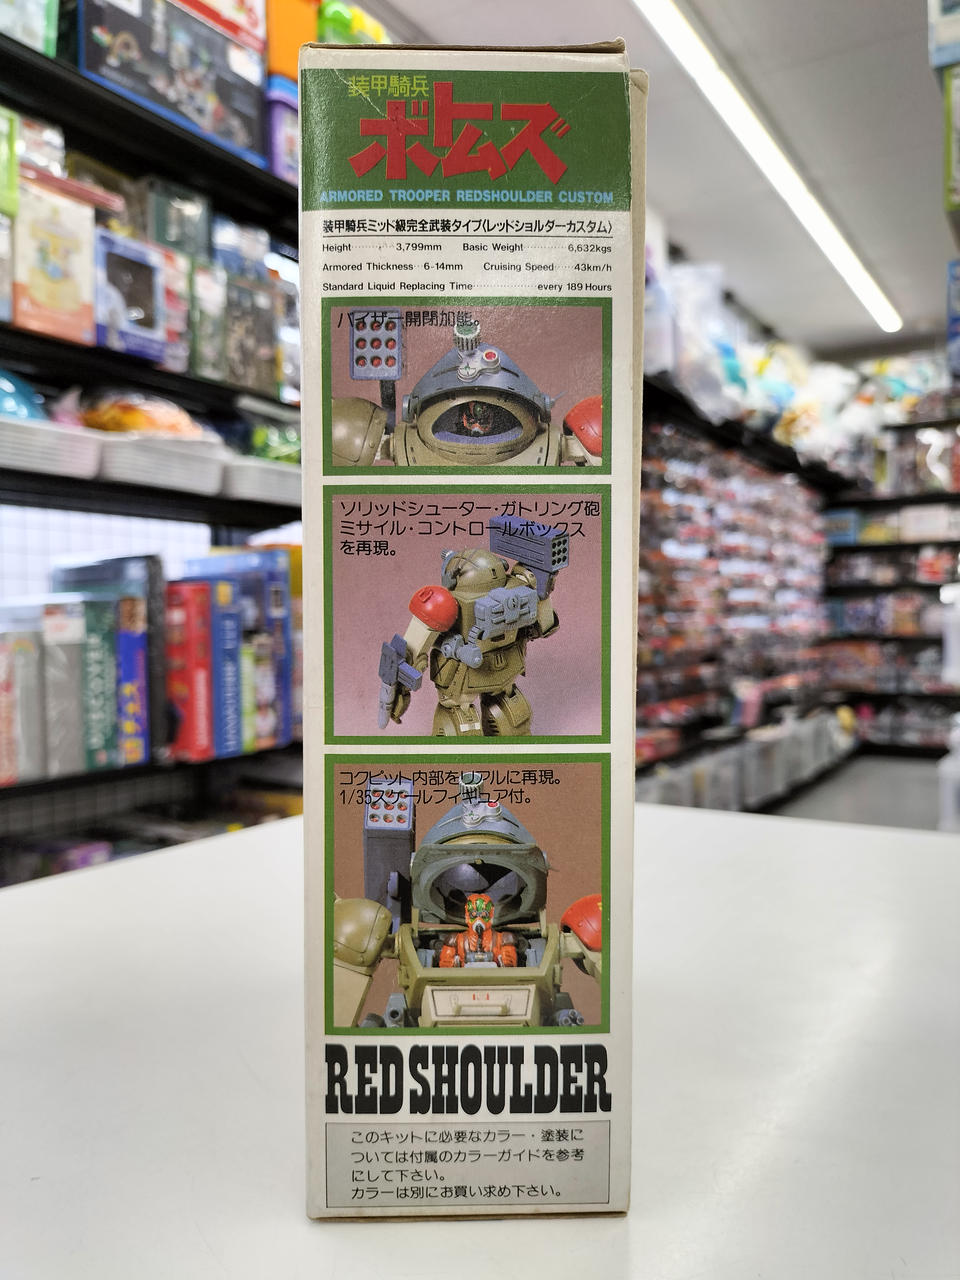 装甲騎兵
ボトムズ
ARMORED TROOPER REDSHOULDER CUSTOM
装甲騎兵ミッド級完全武装タイプ〈レッドショルダーカスタム〉
Height············3,799mm Basic Weight············6,632kgs
Armored Thickness··6-14mm Cruising Speed·····43km/h
Standard Liquid Replacing Time················every 189 Hours
バイザー開閉加能。
ソリッドシューター・ガトリング砲
ミサイル・コントロールボックス
を再現。
コクピット内部をリアルに再現。
1/35スケールフィギュア付。
RED SHOULDER
このキットに必要なカラー・塗装に
ついては付属のカラーガイドを参考
にして下さい。
カラーは別にお買い求め下さい。